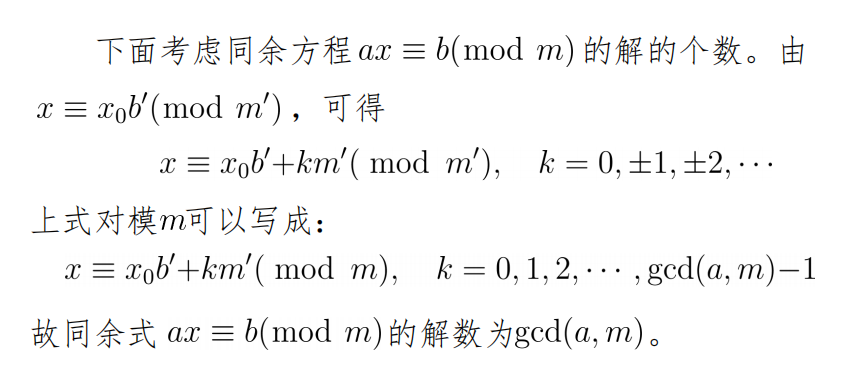 下面考虑同余方程 ax ≡ b(mod m) 的解的个数。由
x ≡ x₀b′(mod m′)，可得
x ≡ x₀b′+km′( mod m′), k = 0, ±1, ±2, ⋯
上式对模m可以写成：
x ≡ x₀b′+km′( mod m), k = 0, 1, 2, ⋯ , gcd(a, m)−1
故同余式 ax ≡ b(mod m)的解数为gcd(a, m)。